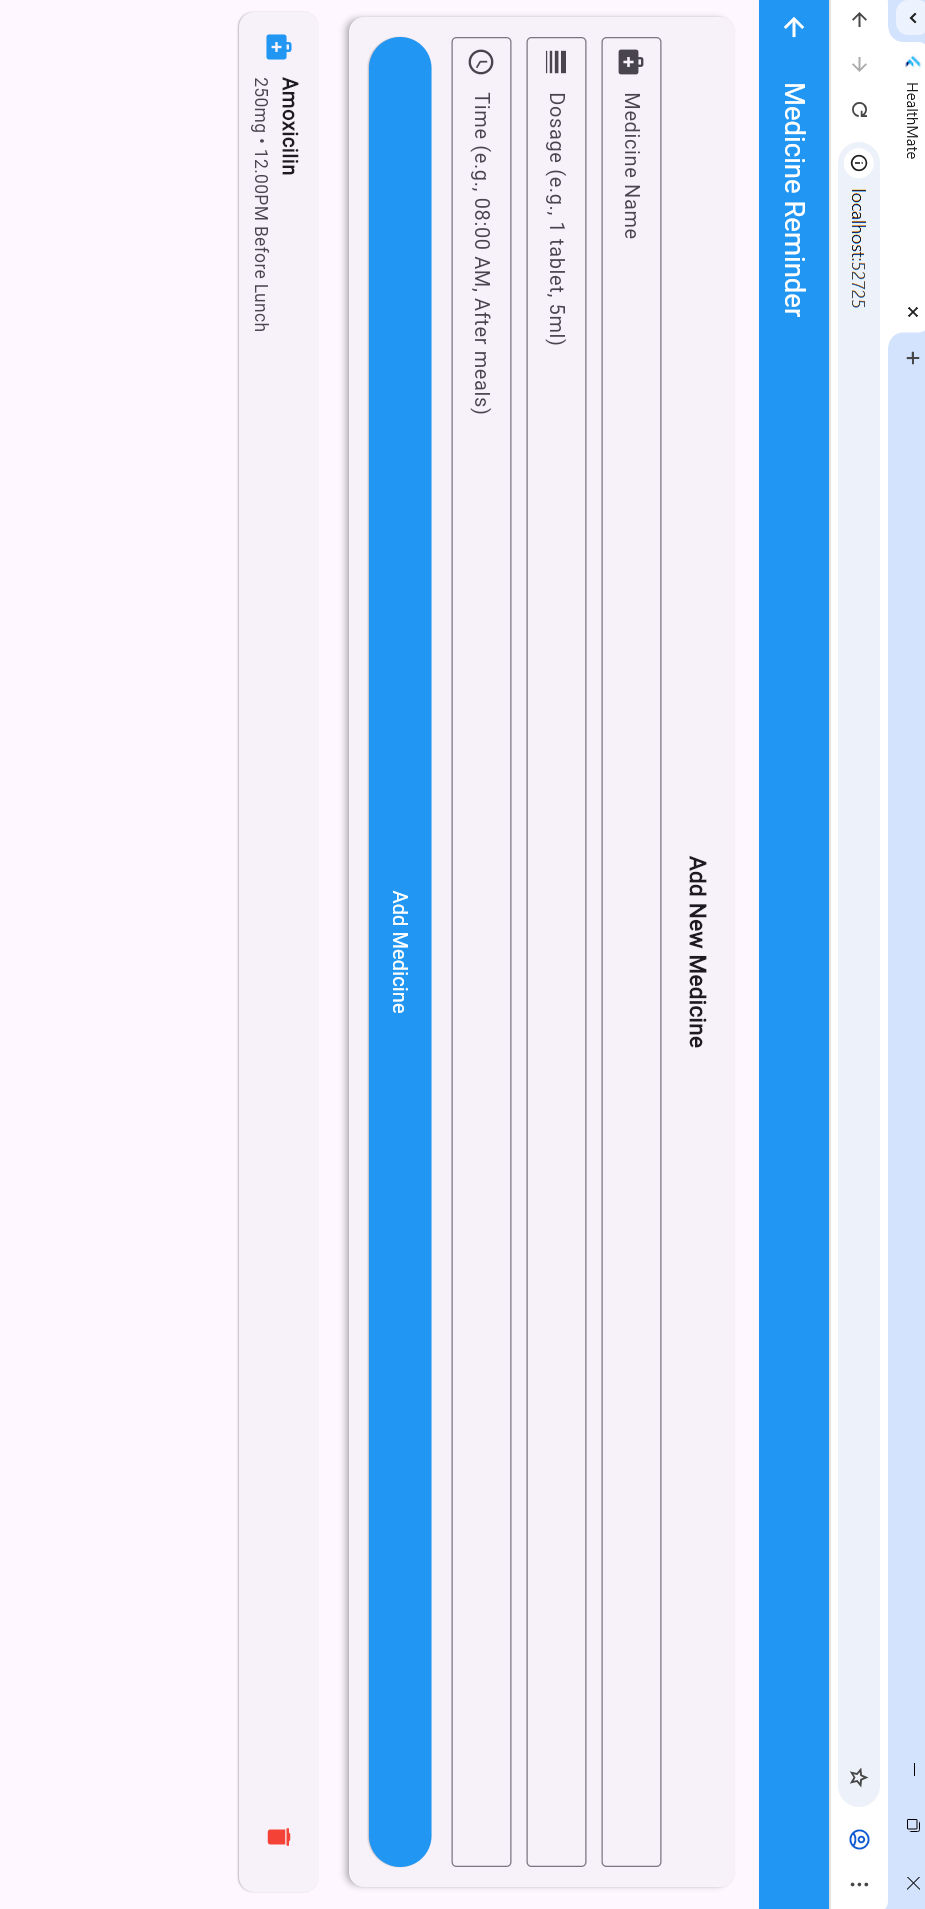 HealthMate
localhost:52725
Medicine Reminder
Add New Medicine
Medicine Name
Dosage (e.g., 1 tablet, 5ml)
Time (e.g., 08:00 AM, After meals)
Add Medicine
Amoxicilin
250mg • 12.00PM Before Lunch